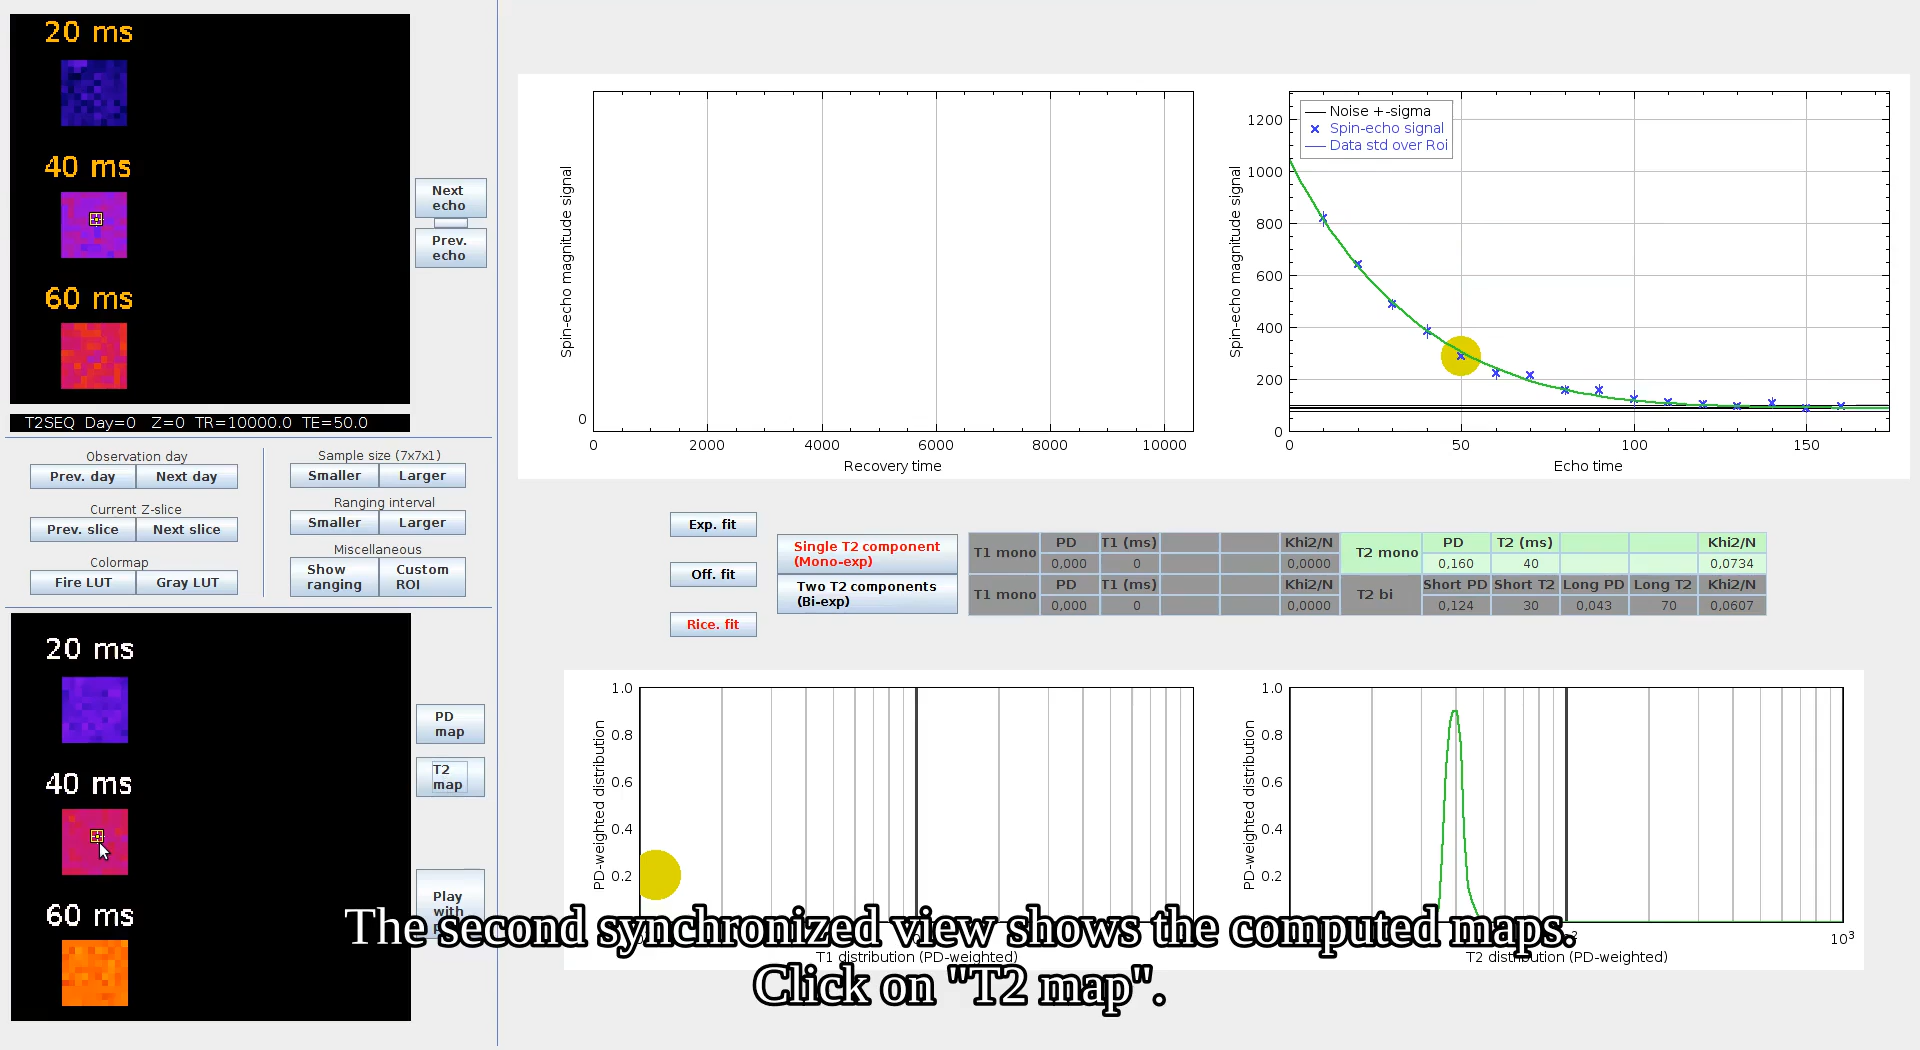 20 ms
40 ms
60 ms
Next
echo
Prev.
echo
T2SEQ Day=0 Z=0 TR=10000.0 TE=50.0
Observation day
Prev. day Next day
Current Z-slice
Prev. slice Next slice
Colormap
Fire LUT Gray LUT
Sample size (7x7x1)
Smaller Larger
Ranging interval
Smaller Larger
Miscellaneous
Show
ranging
Custom
ROI
20 ms
40 ms
60 ms
PD
map
T2
map
Play
with
Spin-echo magnitude signal
0
0 2000 4000 6000 8000 10000
Recovery time
Spin-echo magnitude signal
1200
1000
800
600
400
200
0
Noise +-sigma
Spin-echo signal
Data std over Roi
0 50 100 150
Echo time
Exp. fit
Off. fit
Rice. fit
Single T2 component
(Mono-exp)
Two T2 components
(Bi-exp)
T1 mono PD T1 (ms) Khi2/N
0,000 0 0,0000
T1 mono PD T1 (ms) Khi2/N
0,000 0 0,0000
T2 mono PD T2 (ms) Khi2/N
0,160 40 0,0734
T2 bi Short PD Short T2 Long PD Long T2 Khi2/N
0,124 30 0,043 70 0,0607
PD-weighted distribution
1.0
0.8
0.6
0.4
0.2
T1 distribution (PD-weighted)
PD-weighted distribution
1.0
0.8
0.6
0.4
0.2
10³
T2 distribution (PD-weighted)
The second synchronized view shows the computed maps.
Click on "T2 map".